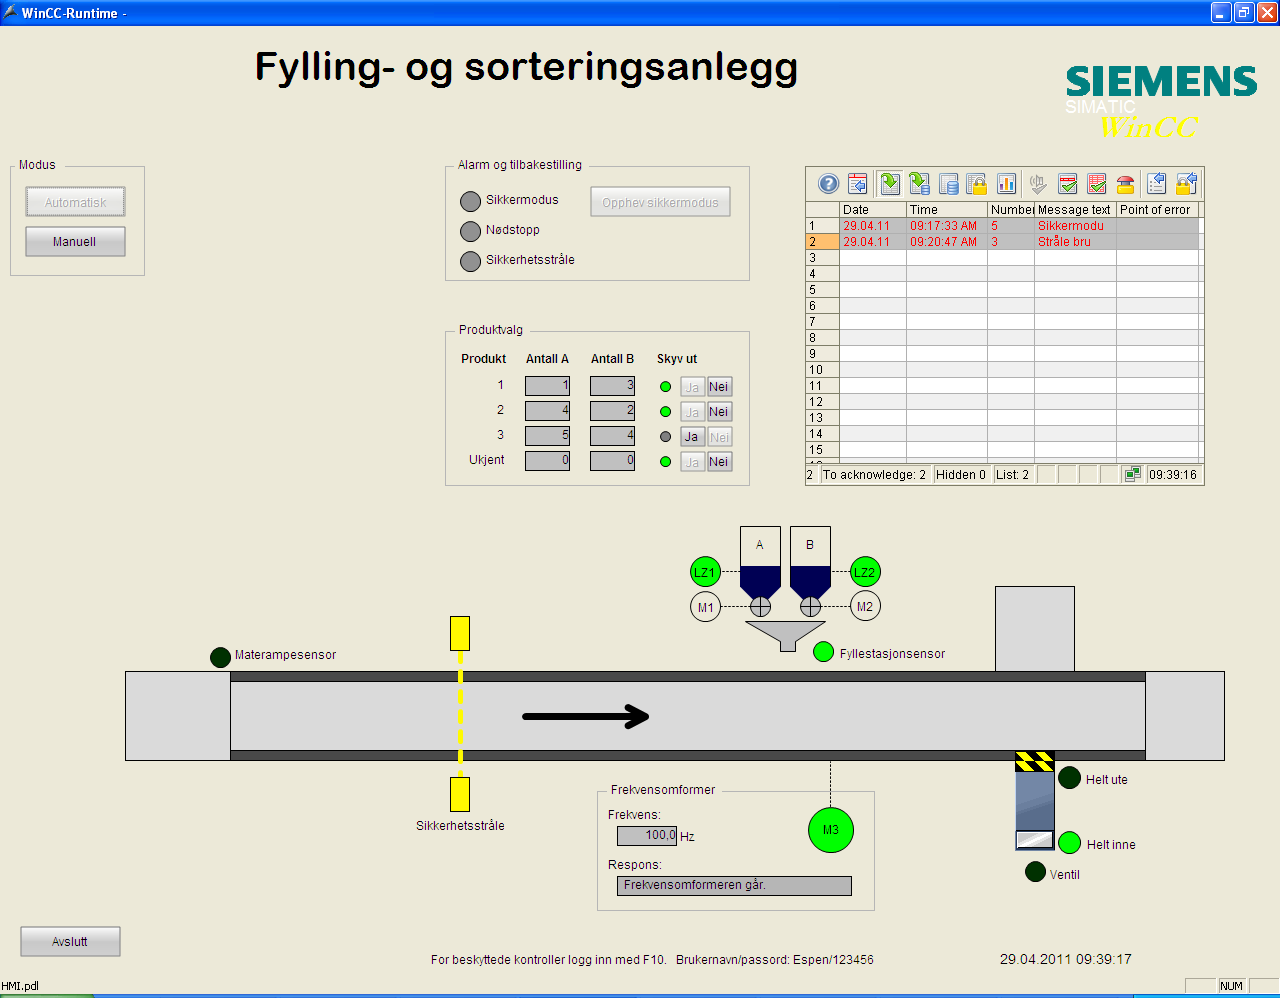 WinCC-Runtime -
Fylling- og sorteringsanlegg
SIEMENS
SIMATIC
WinCC
Modus
Automatisk
Manuell
Alarm og tilbakestilling
Sikkermodus
Opphev sikkermodus
Nødstopp
Sikkerhetsstråle
Date Time Number Message text Point of error
1 29.04.11 09:17:33 AM 5 Sikkermodu
2 29.04.11 09:20:47 AM 3 Stråle bru
3
4
5
6
7
8
9
10
11
12
13
14
15
2 To acknowledge: 2 Hidden 0 List: 2 09:39:16
Produktvalg
Produkt Antall A Antall B Skyv ut
1 1 3 Ja Nei
2 4 2 Ja Nei
3 5 4 Ja Nei
Ukjent 0 0 Ja Nei
A B
LZ1 LZ2
M1 M2
Materampesensor
Fyllestasjonsensor
Sikkerhetsstråle
Frekvensomformer
Frekvens:
100,0 Hz
M3
Respons:
Frekvensomformeren går.
Helt ute
Helt inne
Ventil
Avslutt
For beskyttede kontroller logg inn med F10. Brukernavn/passord: Espen/123456
29.04.2011 09:39:17
HMI.pdl
NUM